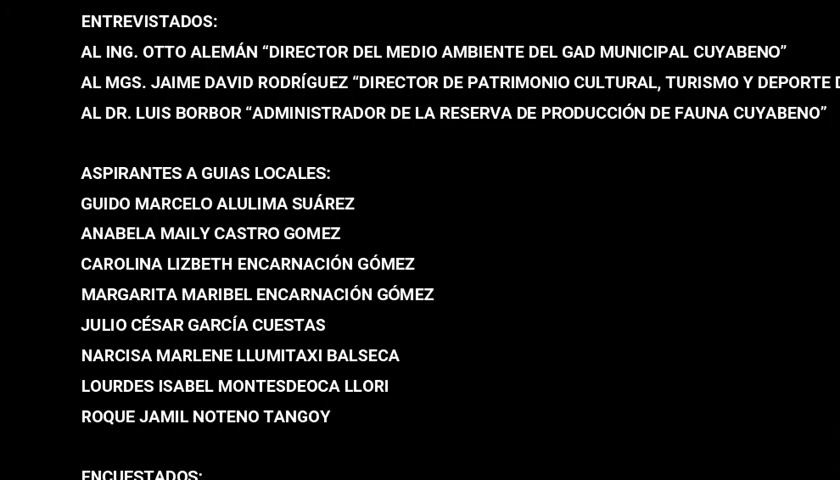 ENTREVISTADOS:
AL ING. OTTO ALEMÁN “DIRECTOR DEL MEDIO AMBIENTE DEL GAD MUNICIPAL CUYABENO”
AL MGS. JAIME DAVID RODRÍGUEZ “DIRECTOR DE PATRIMONIO CULTURAL, TURISMO Y DEPORTE
AL DR. LUIS BORBOR “ADMINISTRADOR DE LA RESERVA DE PRODUCCIÓN DE FAUNA CUYABENO”
ASPIRANTES A GUIAS LOCALES:
GUIDO MARCELO ALULIMA SUÁREZ
ANABELA MAILY CASTRO GOMEZ
CAROLINA LIZBETH ENCARNACIÓN GÓMEZ
MARGARITA MARIBEL ENCARNACIÓN GÓMEZ
JULIO CÉSAR GARCÍA CUESTAS
NARCISA MARLENE LLUMITAXI BALSECA
LOURDES ISABEL MONTESDEOCA LLORI
ROQUE JAMIL NOTENO TANGOY
ENCUESTADOS: